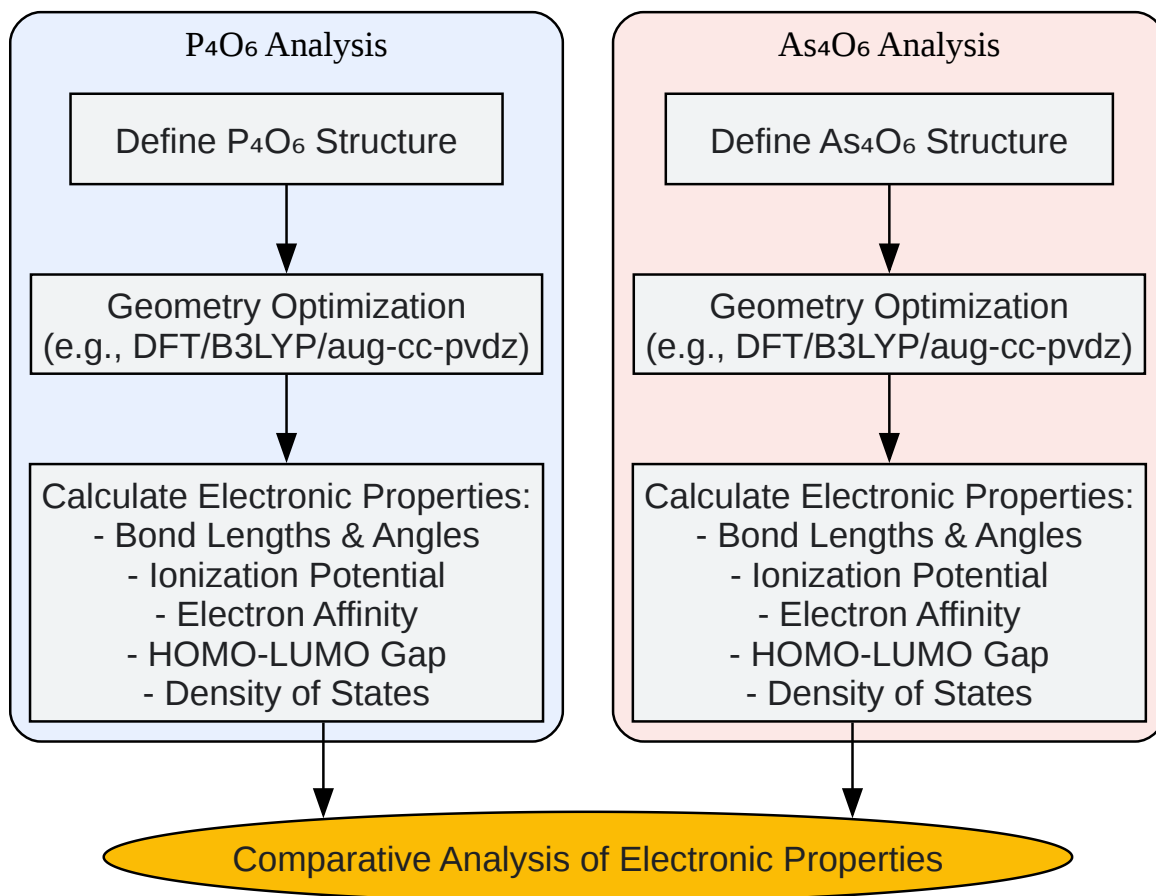 P₄O₆ Analysis
Define P₄O₆ Structure
Geometry Optimization
(e.g., DFT/B3LYP/aug-cc-pvdz)
Calculate Electronic Properties:
- Bond Lengths & Angles
- Ionization Potential
- Electron Affinity
- HOMO-LUMO Gap
- Density of States
As₄O₆ Analysis
Define As₄O₆ Structure
Geometry Optimization
(e.g., DFT/B3LYP/aug-cc-pvdz)
Calculate Electronic Properties:
- Bond Lengths & Angles
- Ionization Potential
- Electron Affinity
- HOMO-LUMO Gap
- Density of States
Comparative Analysis of Electronic Properties